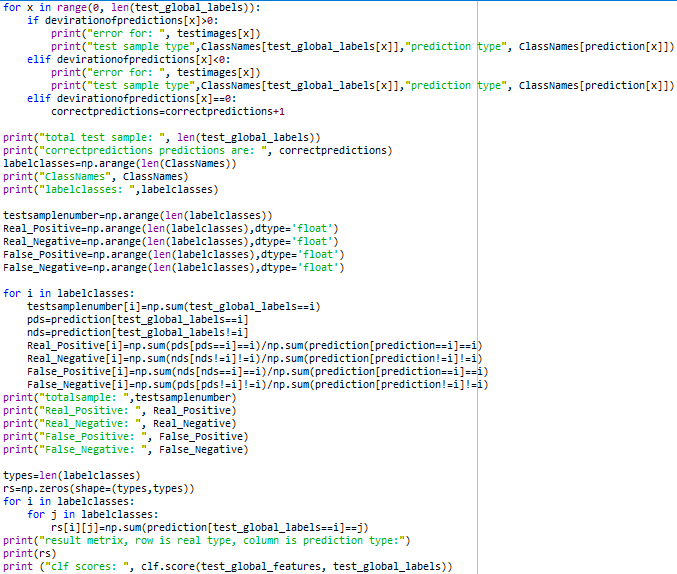 for x in range(0, len(test_global_labels)):
    if devirationofpredictions[x]>0:
        print("error for: ", testimages[x])
        print("test sample type",ClassNames[test_global_labels[x]],"prediction type", ClassNames[prediction[x]])
    elif devirationofpredictions[x]<0:
        print("error for: ", testimages[x])
        print("test sample type",ClassNames[test_global_labels[x]],"prediction type", ClassNames[prediction[x]])
    elif devirationofpredictions[x]==0:
        correctpredictions=correctpredictions+1

print("total test sample: ", len(test_global_labels))
print("correctpredictions predictions are: ", correctpredictions)
labelclasses=np.arange(len(ClassNames))
print("ClassNames", ClassNames)
print("labelclasses: ",labelclasses)

testsamplenumber=np.arange(len(labelclasses))
Real_Positive=np.arange(len(labelclasses),dtype='float')
Real_Negative=np.arange(len(labelclasses),dtype='float')
False_Positive=np.arange(len(labelclasses),dtype='float')
False_Negative=np.arange(len(labelclasses),dtype='float')

for i in labelclasses:
    testsamplenumber[i]=np.sum(test_global_labels==i)
    pds=prediction[test_global_labels==i]
    nds=prediction[test_global_labels!=i]
    Real_Positive[i]=np.sum(pds[pds==i]==i)/np.sum(prediction[prediction==i]==i)
    Real_Negative[i]=np.sum(nds[nds!=i]!=i)/np.sum(prediction[prediction!=i]!=i)
    False_Positive[i]=np.sum(nds[nds==i]==i)/np.sum(prediction[prediction==i]==i)
    False_Negative[i]=np.sum(pds[pds!=i]!=i)/np.sum(prediction[prediction!=i]!=i)
print("totalsample: ",testsamplenumber)
print("Real_Positive: ", Real_Positive)
print("Real_Negative: ", Real_Negative)
print("False_Positive: ", False_Positive)
print("False_Negative: ", False_Negative)

types=len(labelclasses)
rs=np.zeros(shape=(types,types))
for i in labelclasses:
    for j in labelclasses:
        rs[i][j]=np.sum(prediction[test_global_labels==i]==j)
print("result metrix, row is real type, column is prediction type:")
print(rs)
print ("clf scores: ", clf.score(test_global_features, test_global_labels))